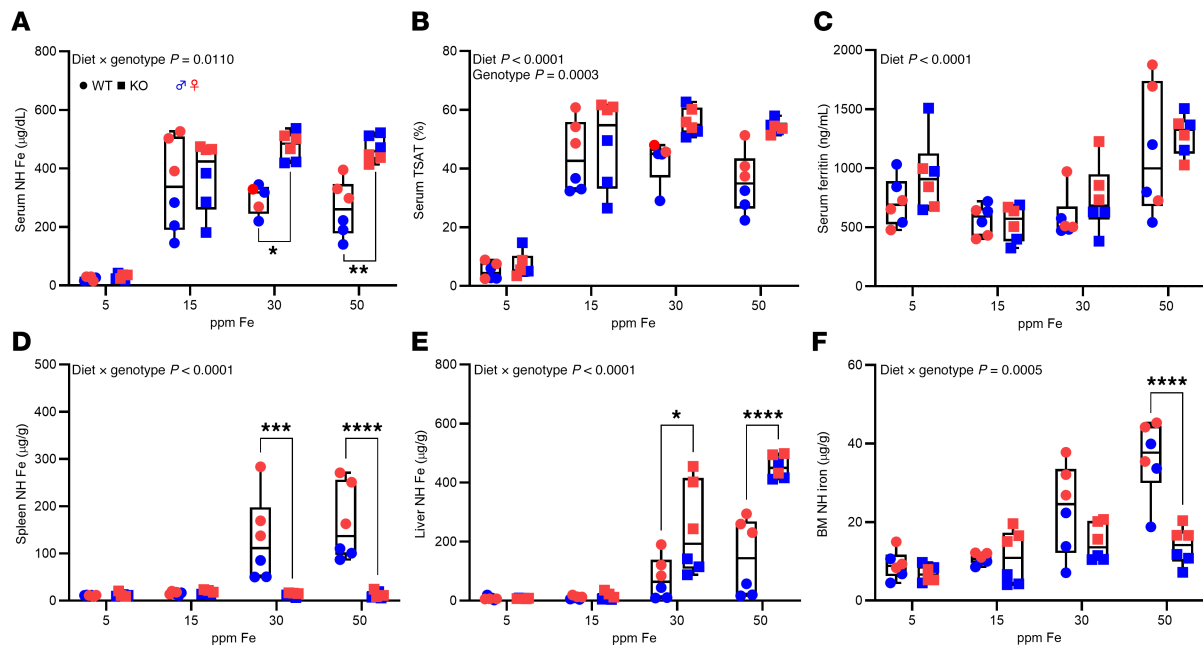 A
Serum NH Fe (μg/dL)
800
600
400
200
0
Diet × genotype P = 0.0110
WT KO ♂♀
*
**
5 15 30 50
ppm Fe
B
Serum TSAT (%)
80
60
40
20
0
Diet P < 0.0001
Genotype P = 0.0003
5 15 30 50
ppm Fe
C
Serum ferritin (ng/mL)
2000
1500
1000
500
0
Diet P < 0.0001
5 15 30 50
ppm Fe
D
Spleen NH Fe (μg/g)
500
400
300
200
100
0
Diet × genotype P < 0.0001
*** ****
5 15 30 50
ppm Fe
E
Liver NH Fe (μg/g)
800
600
400
200
0
Diet × genotype P < 0.0001
* ****
5 15 30 50
ppm Fe
F
BM NH iron (μg/g)
60
40
20
0
Diet × genotype P = 0.0005
****
5 15 30 50
ppm Fe